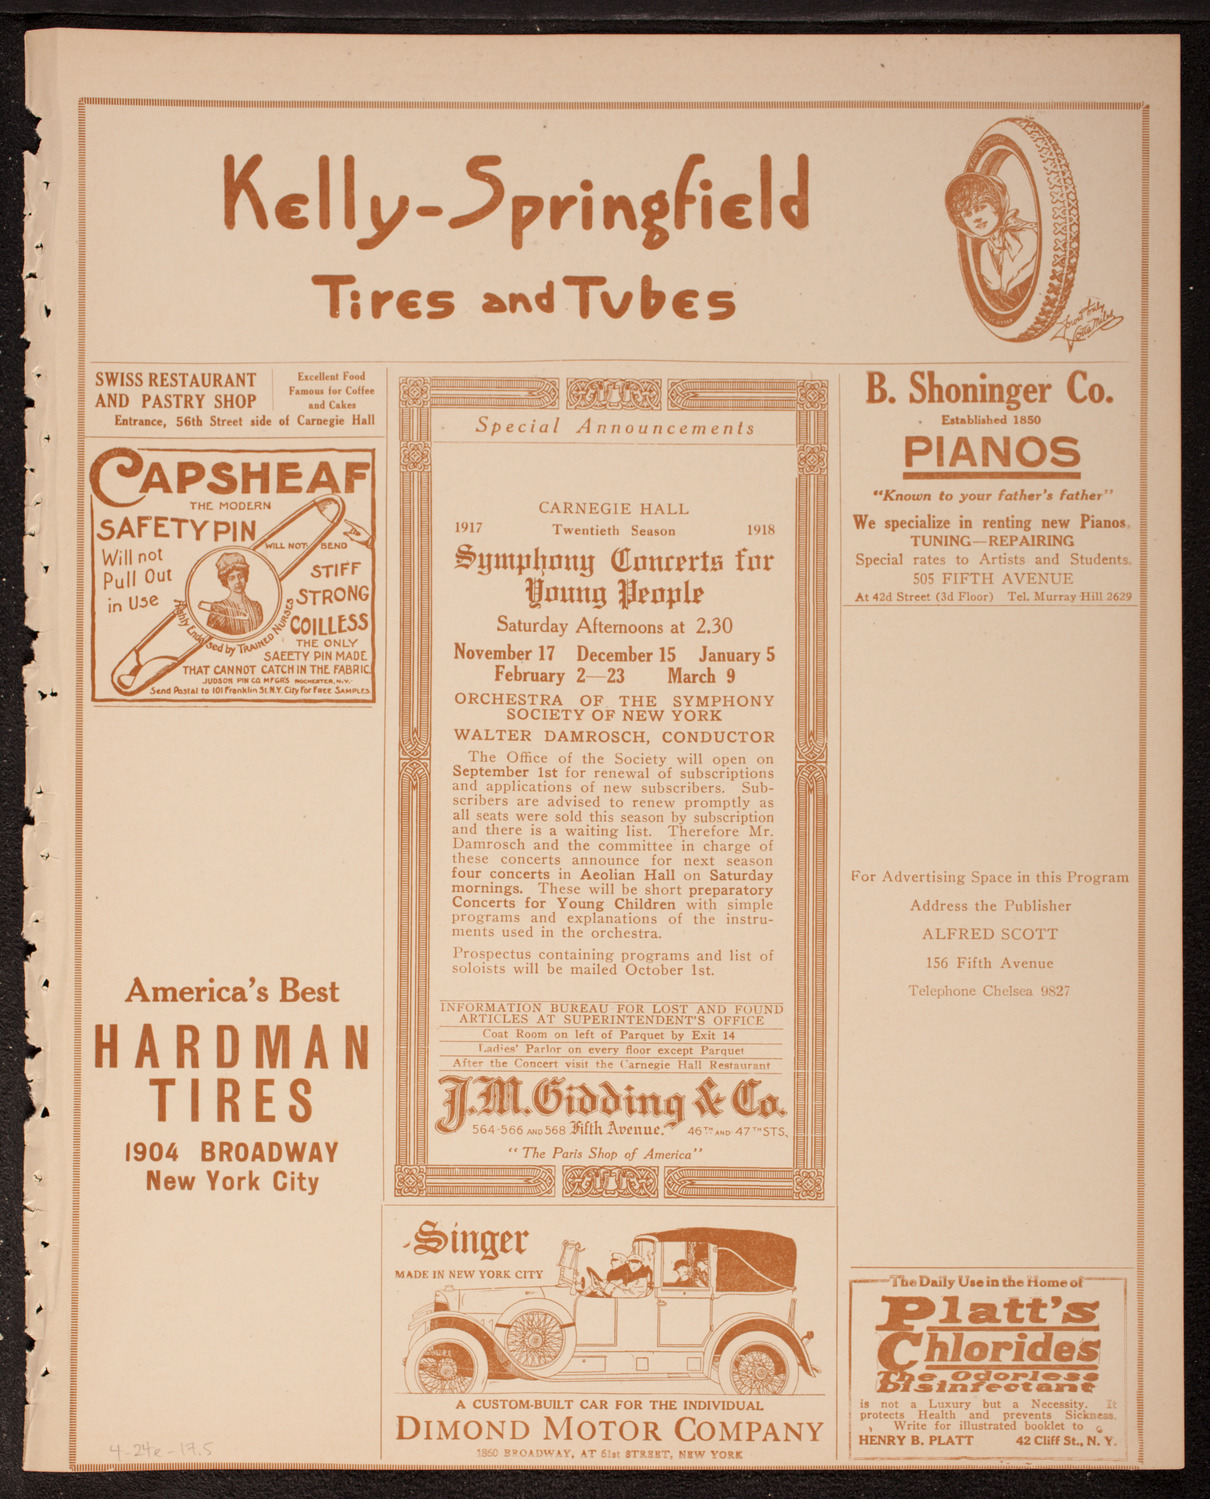 Kelly-Springfield
Tires and Tubes
SWISS RESTAURANT
AND PASTRY SHOP
Excellent Food
Famous for Coffee
and Cakes
Entrance, 56th Street side of Carnegie Hall
CAPSHEAF
THE MODERN
SAFETY PIN
WILL NOT BEND
Will not
Pull Out
in Use
STIFF
STRONG
COILLESS
Highly Endorsed by TRAINED NURSES
THE ONLY
SAFETY PIN MADE
THAT CANNOT CATCH IN THE FABRIC
JUDSON PIN CO. MFGRS ROCHESTER, N.Y.
Send Postal to 101 Franklin St. N.Y. City for FREE SAMPLES
America's Best
HARDMAN
TIRES
1904 BROADWAY
New York City
Special Announcements
CARNEGIE HALL
1917 Twentieth Season 1918
Symphony Concerts for
Young People
Saturday Afternoons at 2.30
November 17 December 15 January 5
February 2—23 March 9
ORCHESTRA OF THE SYMPHONY
SOCIETY OF NEW YORK
WALTER DAMROSCH, CONDUCTOR
The Office of the Society will open on
September 1st for renewal of subscriptions
and applications of new subscribers. Sub-
scribers are advised to renew promptly as
all seats were sold this season by subscription
and there is a waiting list. Therefore Mr.
Damrosch and the committee in charge of
these concerts announce for next season
four concerts in Aeolian Hall on Saturday
mornings. These will be short preparatory
Concerts for Young Children with simple
programs and explanations of the instru-
ments used in the orchestra.
Prospectus containing programs and list of
soloists will be mailed October 1st.
INFORMATION BUREAU FOR LOST AND FOUND
ARTICLES AT SUPERINTENDENT'S OFFICE
Coat Room on left of Parquet by Exit 14
Ladies' Parlor on every floor except Parquet
After the Concert visit the Carnegie Hall Restaurant
J.M. Gidding & Co.
564-566 AND 568 Fifth Avenue. 46TH AND 47TH STS.
"The Paris Shop of America"
Singer
MADE IN NEW YORK CITY
A CUSTOM-BUILT CAR FOR THE INDIVIDUAL
DIMOND MOTOR COMPANY
1860 BROADWAY, AT 61st STREET, NEW YORK
B. Shoninger Co.
Established 1850
PIANOS
"Known to your father's father"
We specialize in renting new Pianos.
TUNING—REPAIRING
Special rates to Artists and Students.
505 FIFTH AVENUE
At 42d Street (3d Floor) Tel. Murray Hill 2629
For Advertising Space in this Program
Address the Publisher
ALFRED SCOTT
156 Fifth Avenue
Telephone Chelsea 9827
The Daily Use in the Home of
Platt's
Chlorides
The Odorless
Disinfectant
is not a Luxury but a Necessity. It
protects Health and prevents Sickness.
Write for illustrated booklet to
HENRY B. PLATT 42 Cliff St., N. Y.
4-24e-17.5